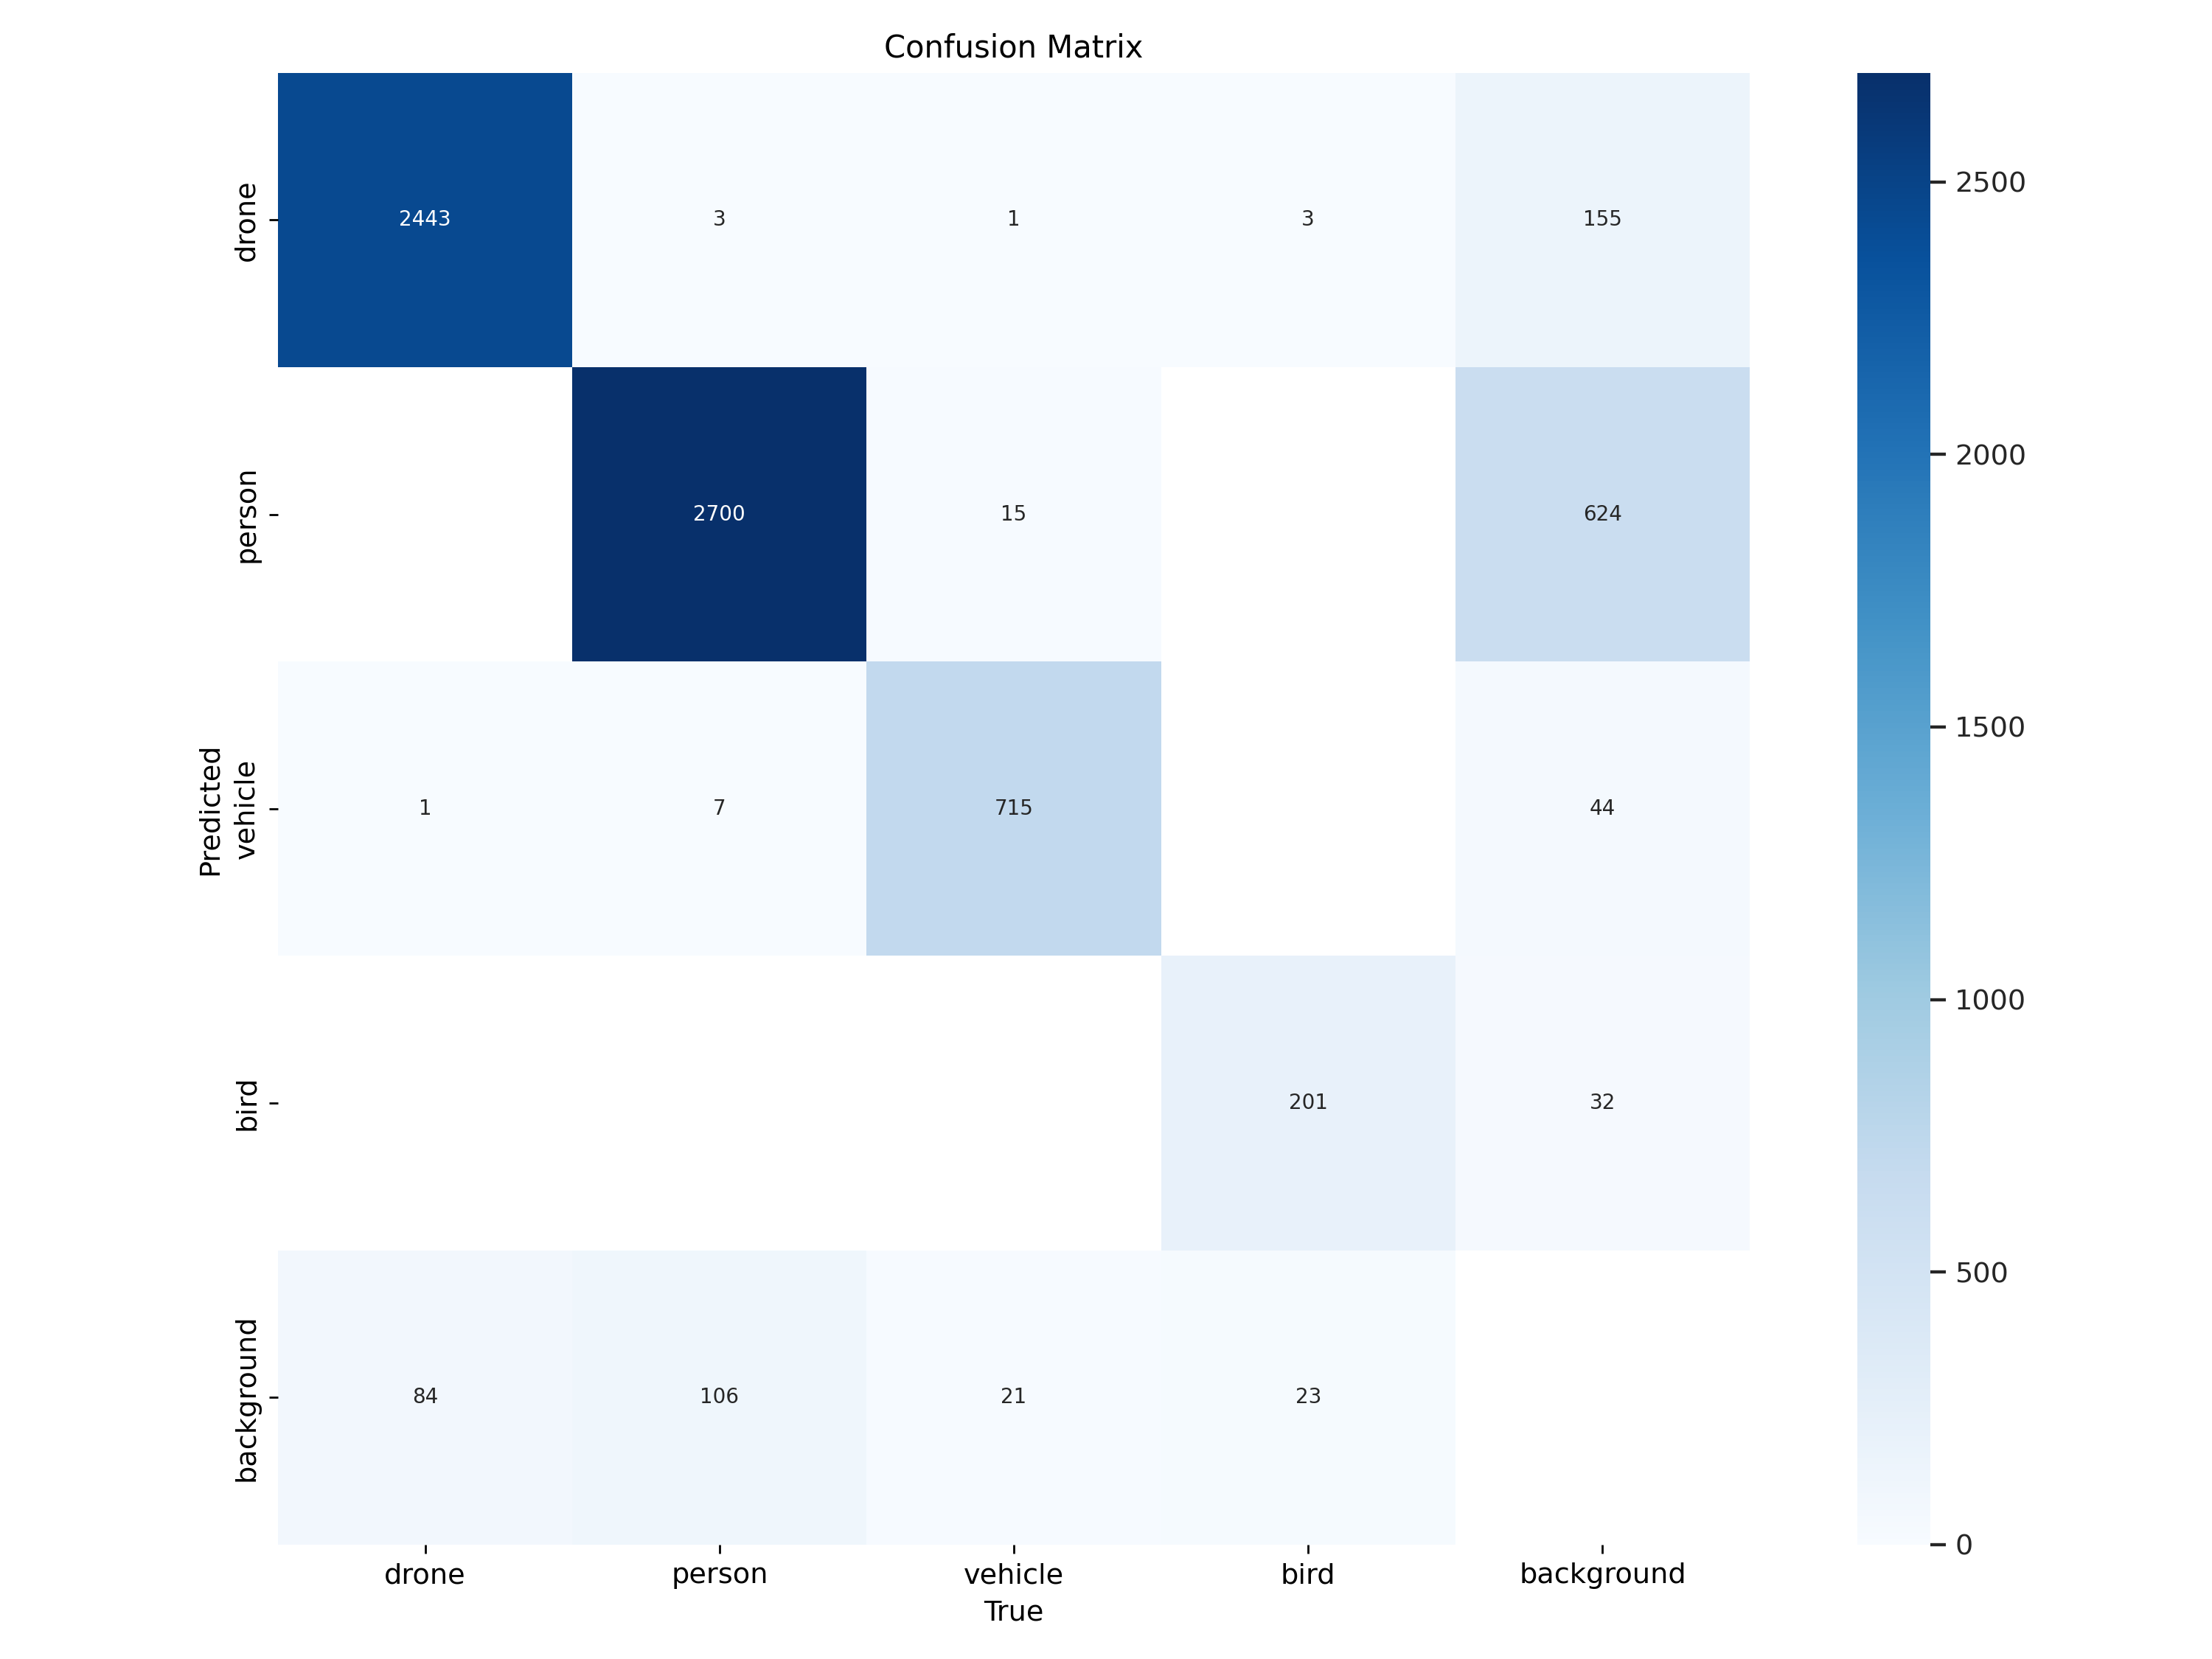 Confusion Matrix
drone
2443
3
1
3
155
person
2700
15
624
Predicted
vehicle
1
7
715
44
bird
201
32
background
84
106
21
23
drone
person
vehicle
bird
background
True
2500
2000
1500
1000
500
0